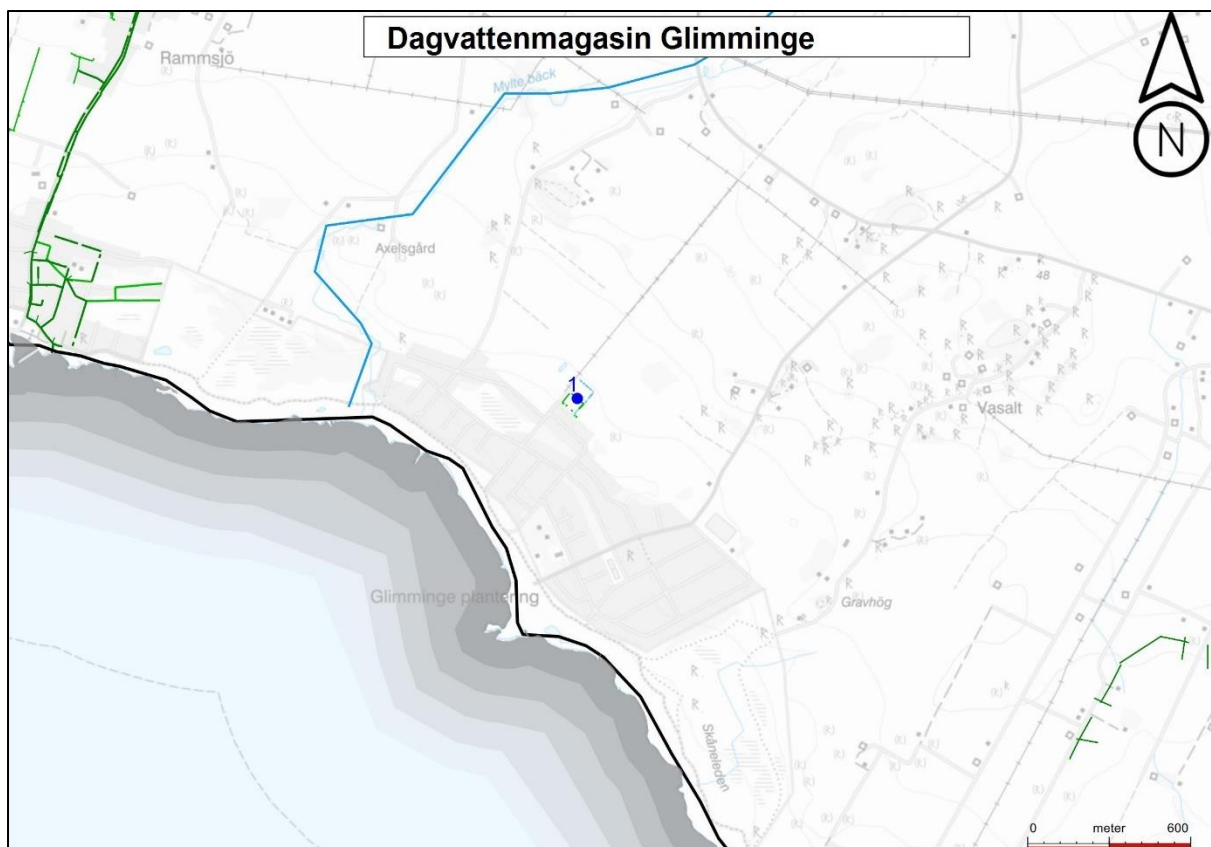 Dagvattenmagasin Glimminge
Rammsjö
Mylte bäck
N
Axelsgård
48
1
Vasalt
Glimminge plantering
Gravhög
Skåneleden
0 meter 600